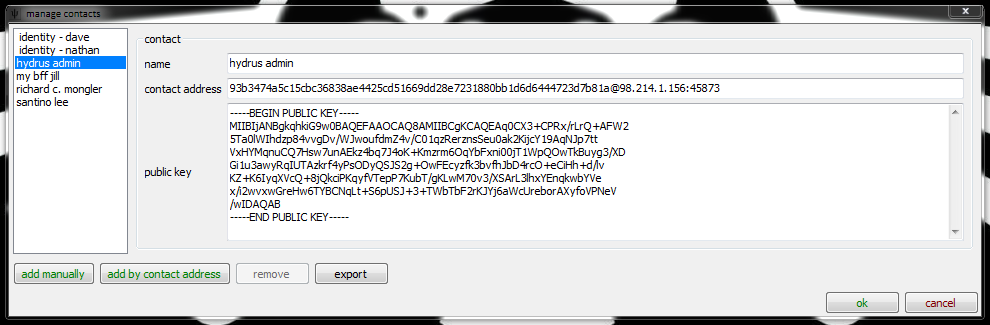 manage contacts
identity - dave
identity - nathan
hydrus admin
my bff jill
richard c. mongler
santino lee
contact
name
hydrus admin
contact address
93b3474a5c15cbc36838ae4425cd51669dd28e7231880bb1d6d6444723d7b81a@98.214.1.156:45873
public key
-----BEGIN PUBLIC KEY-----
MIIBIjANBgkqhkiG9w0BAQEFAAOCAQ8AMIIBCgKCAQEAq0CX3+CPRx/rLrQ+AFW2
5Ta0lWIhdzp84vvgDv/WJwoufdmZ4v/C01qzRerznsSeu0ak2KijcY19AqNJp7tt
VxHYMqnuCQ7Hsw7unAEkz4bq7J4oK+Kmzrm6OqYbFxni00jT1WpQOwTkBuyg3/XD
Gi1u3awyRqIUTAzkrf4yPsODyQSJS2g+OwFEcyzfk3bvfhJbD4rcO+eCiHh+d/lv
KZ+K6IyqXVcQ+8jQkciPKqyfVTepP7KubT/gKLwM70v3/XSArL3lhxYEnqkwbYVe
x/i2wvxwGreHw6TYBCNqLt+S6pUSJ+3+TWbTbF2rKJYj6aWcUreborAXyfoVPNeV
/wIDAQAB
-----END PUBLIC KEY-----
add manually
add by contact address
remove
export
ok
cancel